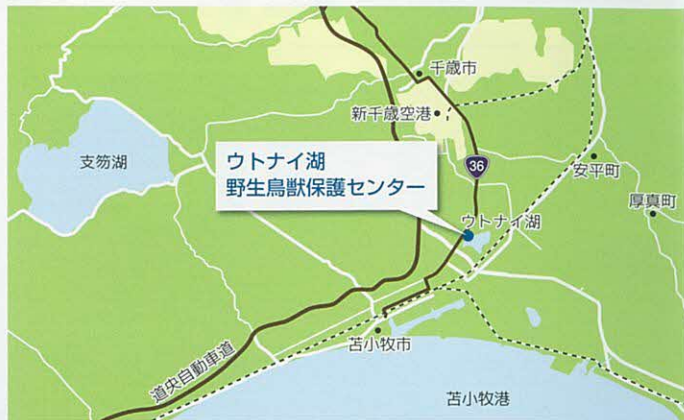 千歳市
新千歳空港
支笏湖
ウトナイ湖
野生鳥獣保護センター
36
安平町
厚真町
ウトナイ湖
苫小牧市
道央自動車道
苫小牧港